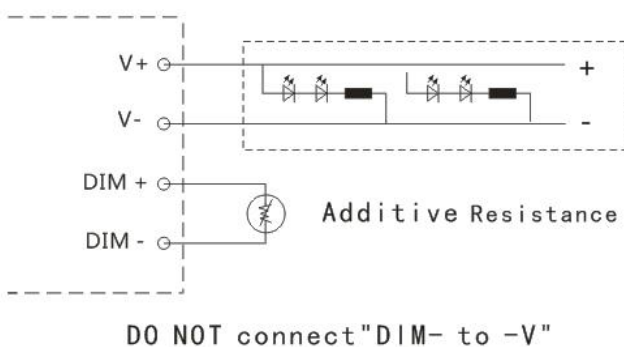 V+
+
V-
-
DIM +
Additive Resistance
DIM -
DO NOT connect"DIM- to -V"